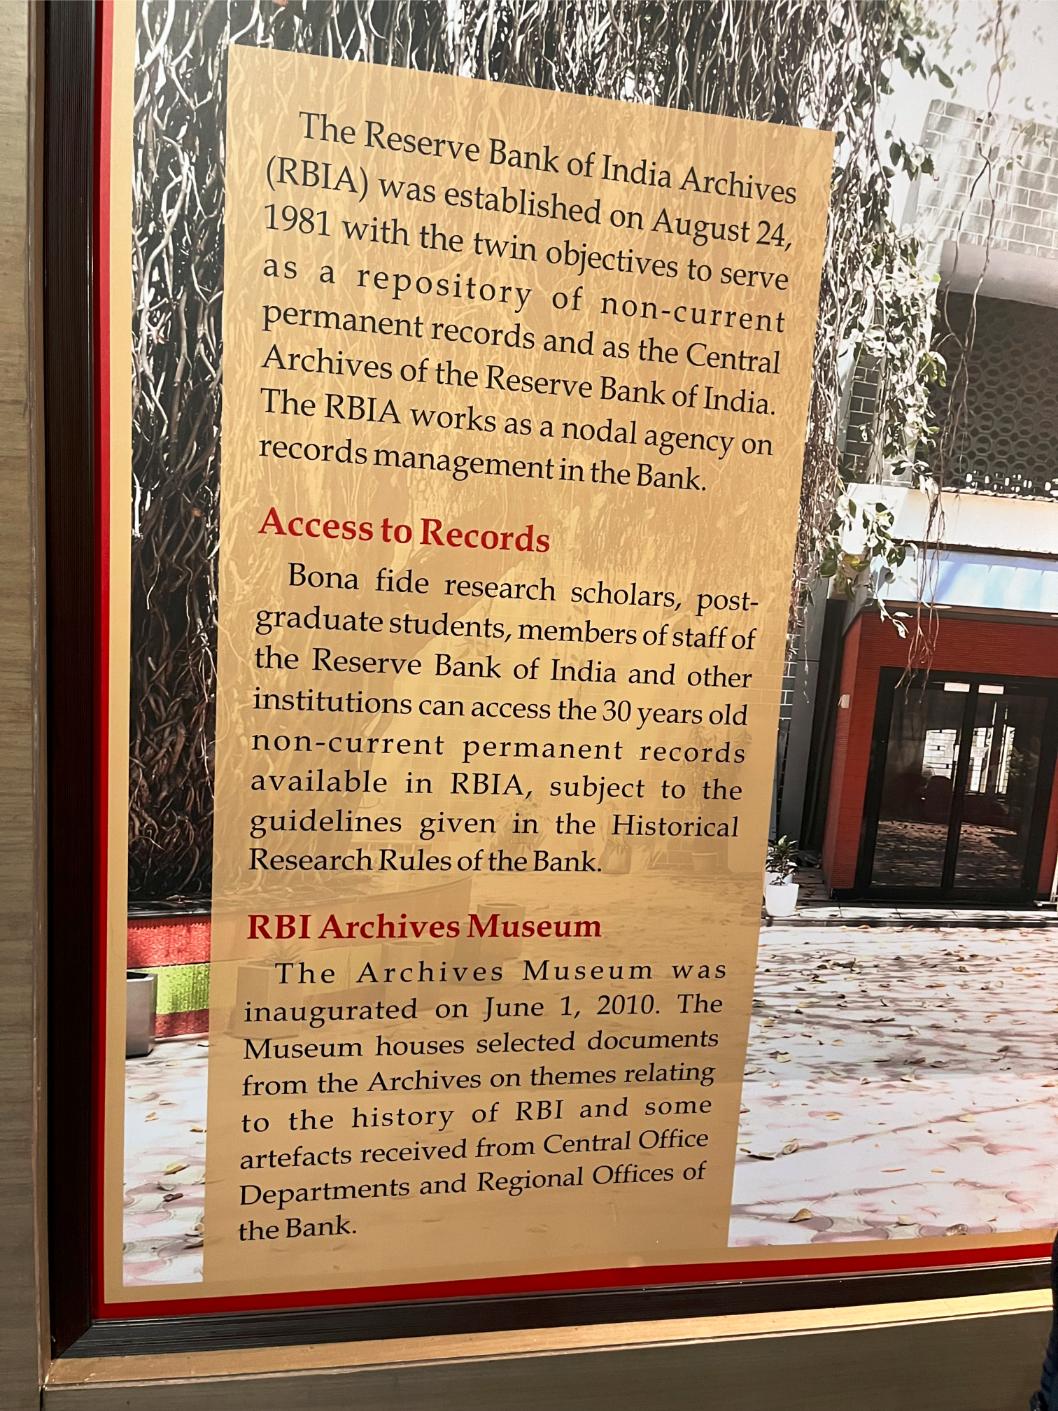 The Reserve Bank of India Archives
(RBIA) was established on August 24,
1981 with the twin objectives to serve
as a repository of non-current
permanent records and as the Central
Archives of the Reserve Bank of India.
The RBIA works as a nodal agency on
records management in the Bank.
Access to Records
Bona fide research scholars, post-
graduate students, members of staff of
the Reserve Bank of India and other
institutions can access the 30 years old
non-current permanent records
available in RBIA, subject to the
guidelines given in the Historical
Research Rules of the Bank.
RBI Archives Museum
The Archives Museum was
inaugurated on June 1, 2010. The
Museum houses selected documents
from the Archives on themes relating
to the history of RBI and some
artefacts received from Central Office
Departments and Regional Offices of
the Bank.